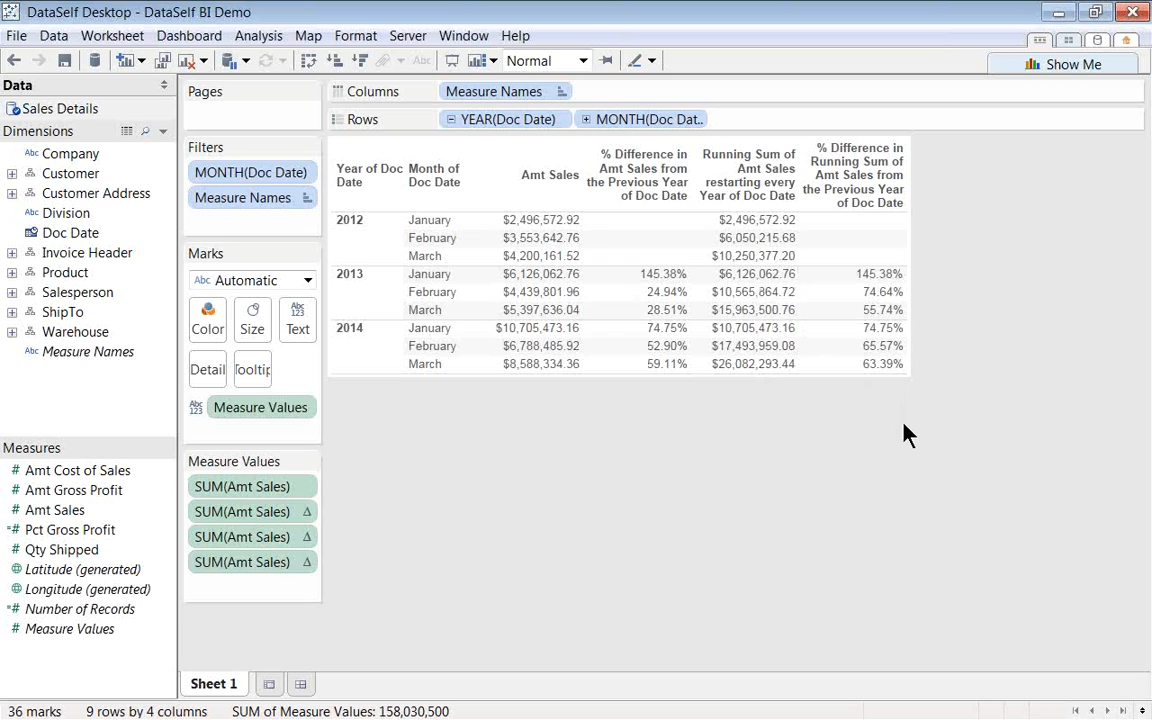 DataSelf Desktop - DataSelf BI Demo
File Data Worksheet Dashboard Analysis Map Format Server Window Help
Abc Normal
Show Me
Data
Sales Details
Dimensions
Abc Company
Customer
Customer Address
Abc Division
Doc Date
Invoice Header
Product
Salesperson
ShipTo
Warehouse
Abc Measure Names
Measures
# Amt Cost of Sales
# Amt Gross Profit
# Amt Sales
=# Pct Gross Profit
# Qty Shipped
Latitude (generated)
Longitude (generated)
=# Number of Records
# Measure Values
Pages
Filters
MONTH(Doc Date)
Measure Names
Marks
Abc Automatic
Color Size Abc 123 Text
Detail Tooltip
Abc 123 Measure Values
Measure Values
SUM(Amt Sales)
SUM(Amt Sales) Δ
SUM(Amt Sales) Δ
SUM(Amt Sales) Δ
Columns Measure Names
Rows YEAR(Doc Date) MONTH(Doc Dat..
Year of Doc
Date
Month of
Doc Date
Amt Sales
% Difference in
Amt Sales from
the Previous Year
of Doc Date
Running Sum of
Amt Sales
restarting every
Year of Doc Date
% Difference in
Running Sum of
Amt Sales from
the Previous Year
of Doc Date
2012 January $2,496,572.92 $2,496,572.92
February $3,553,642.76 $6,050,215.68
March $4,200,161.52 $10,250,377.20
2013 January $6,126,062.76 145.38% $6,126,062.76 145.38%
February $4,439,801.96 24.94% $10,565,864.72 74.64%
March $5,397,636.04 28.51% $15,963,500.76 55.74%
2014 January $10,705,473.16 74.75% $10,705,473.16 74.75%
February $6,788,485.92 52.90% $17,493,959.08 65.57%
March $8,588,334.36 59.11% $26,082,293.44 63.39%
Sheet 1
36 marks 9 rows by 4 columns SUM of Measure Values: 158,030,500